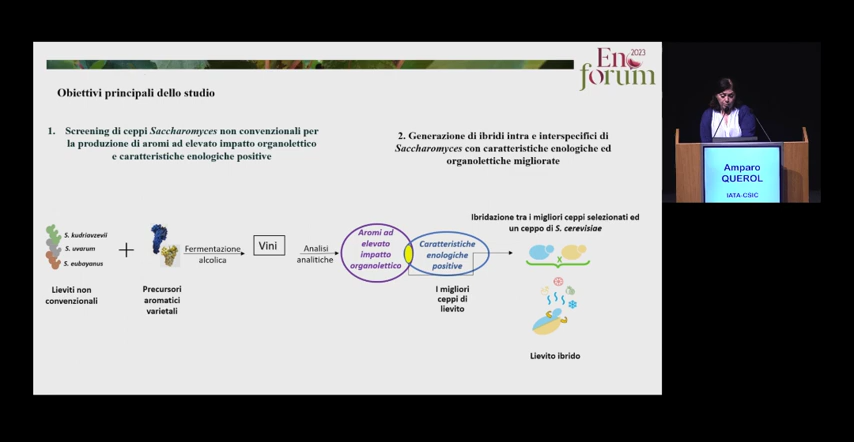 2023
En
forum
Obiettivi principali dello studio
1. Screening di ceppi Saccharomyces non convenzionali per
la produzione di aromi ad elevato impatto organolettico
e caratteristiche enologiche positive
2. Generazione di ibridi intra e interspecifici di
Saccharomyces con caratteristiche enologiche ed
organolettiche migliorate
Ibridazione tra i migliori ceppi selezionati ed
un ceppo di S. cerevisiae
S. kudriavzevii
S. uvarum
S. eubayanus
+
Fermentazione
alcolica
Vini
Analisi
analitiche
Aromi ad
elevato
impatto
organolettico
Caratteristiche
enologiche
positive
X
Lieviti non
convenzionali
Precursori
aromatici
varietali
I migliori
ceppi di
lievito
Lievito ibrido
Amparo
QUEROL
IATA-CSIC